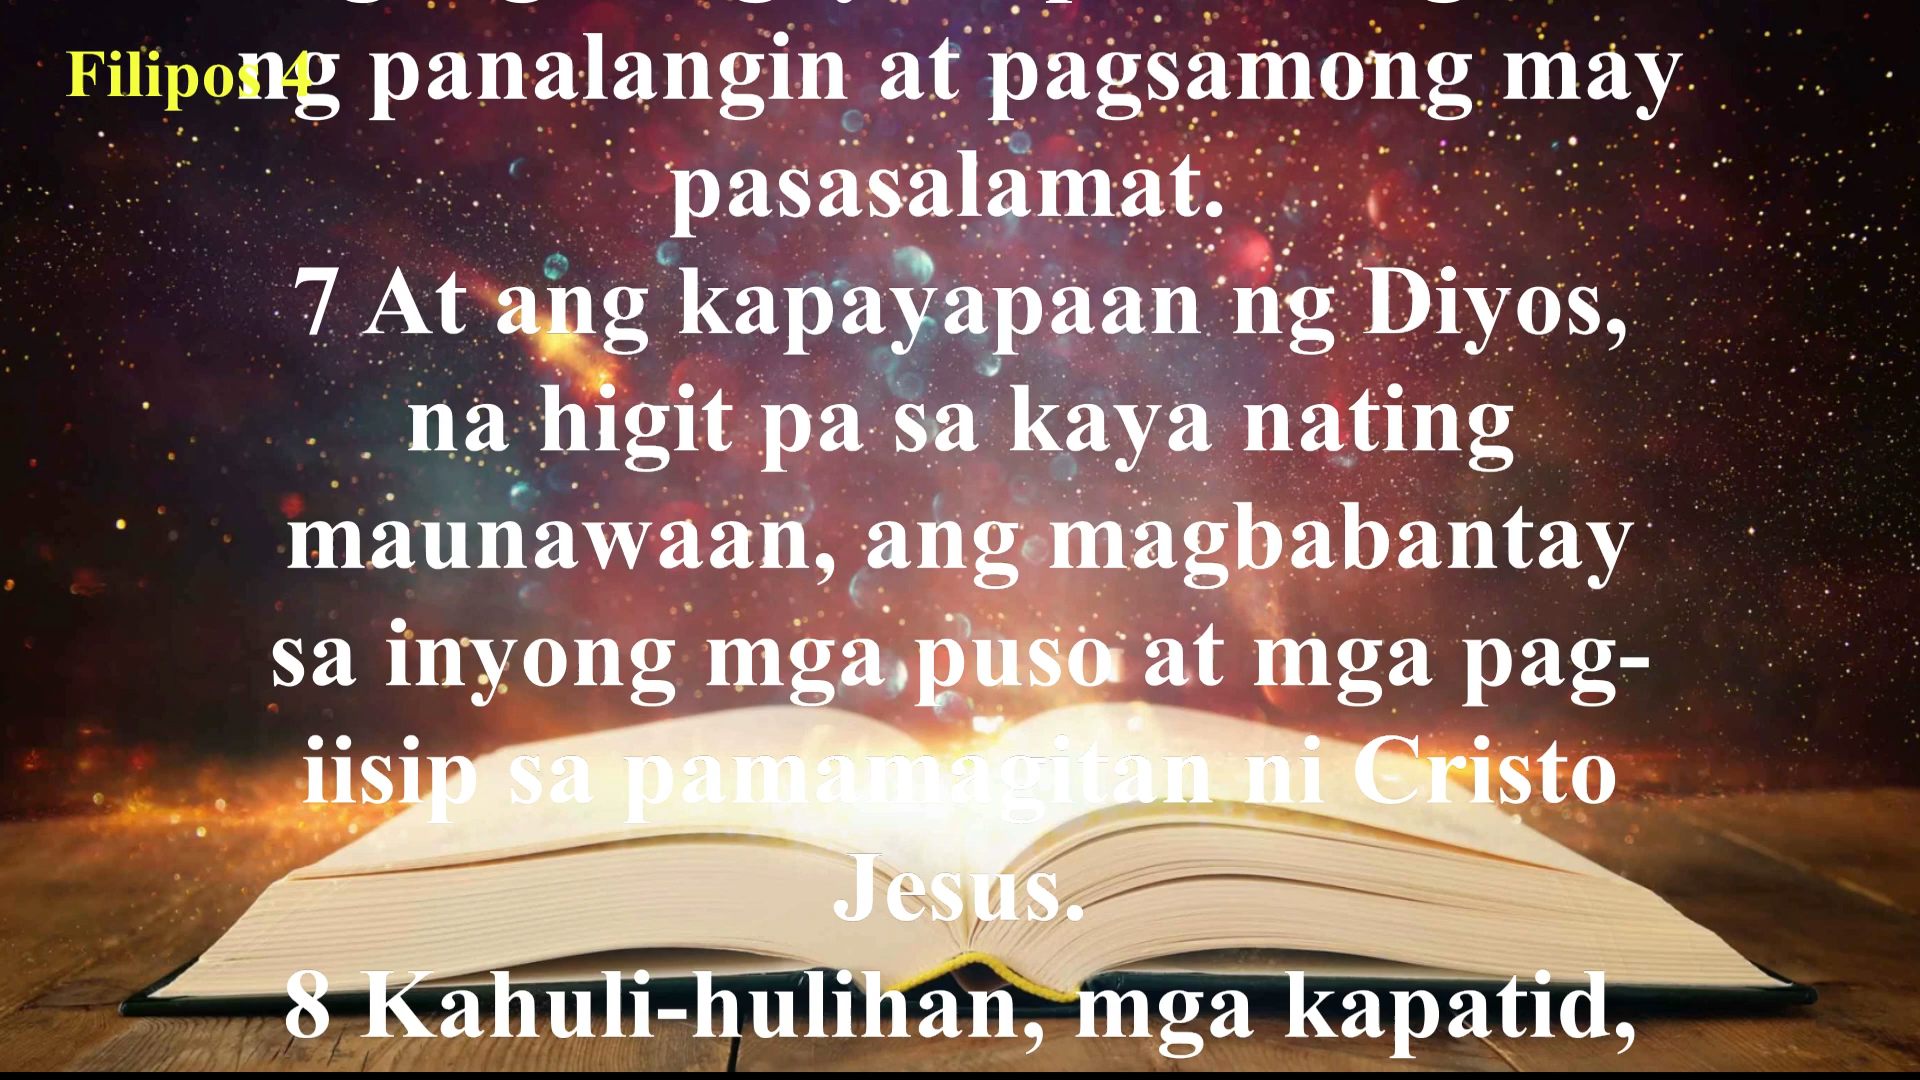 Filipos 4
ng panalangin at pagsamong may
pasasalamat.
7 At ang kapayapaan ng Diyos,
na higit pa sa kaya nating
maunawaan, ang magbabantay
sa inyong mga puso at mga pag-
iisip sa pamamagitan ni Cristo
Jesus.
8 Kahuli-hulihan, mga kapatid,